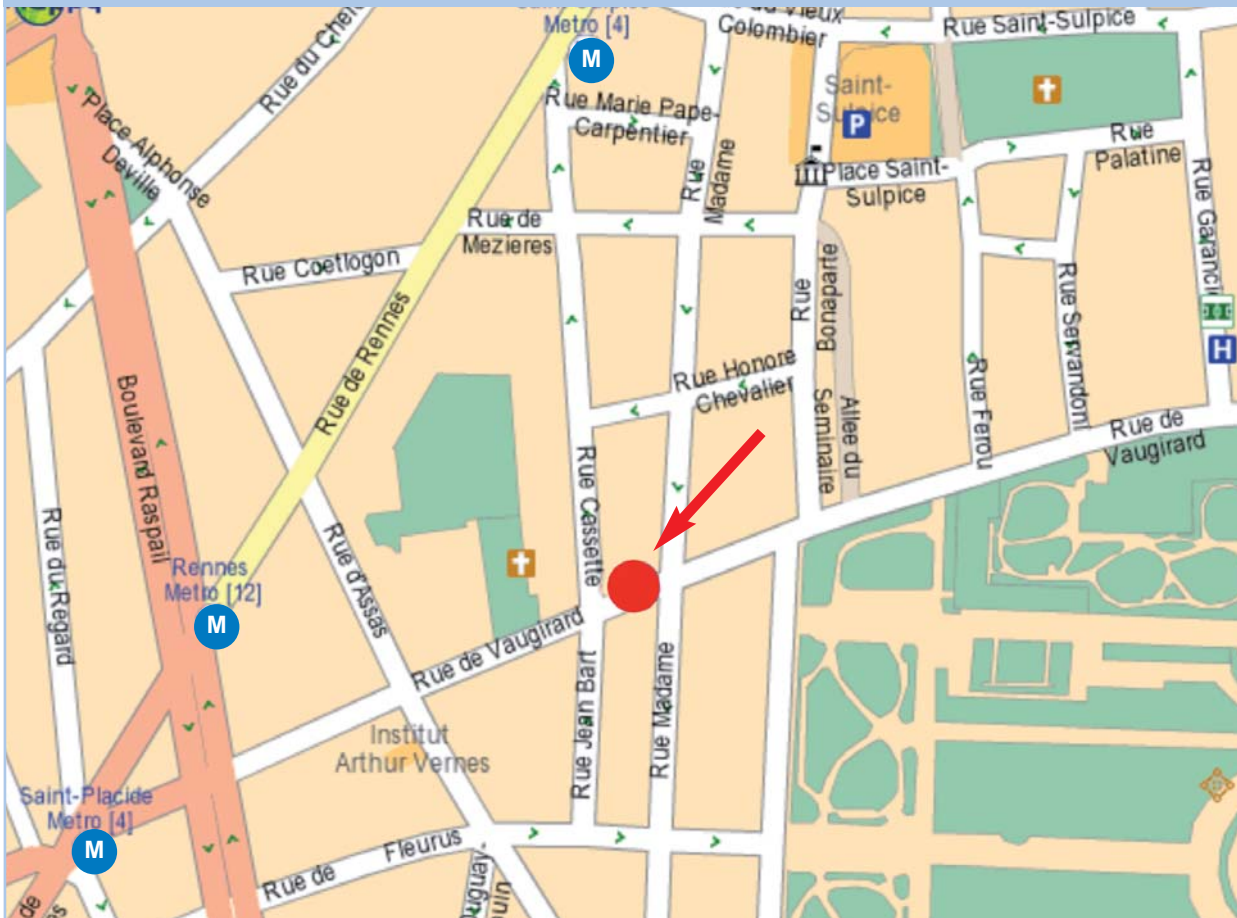 Metro [4]
M
Rue du
Vieux
Colombier
Rue Saint-Sulpice
Place Alphonse
Deville
Rue Marie Pape-
Carpentier
Saint-
Sulpice
P
Rue
Palatine
Rue
Madame
Place Saint-
Sulpice
Rue de
Mezieres
Rue Coetlogon
Rue
Bonaparte
Rue Servandoni
H
Rue de Rennes
Rue Honore
Chevalier
Boulevard Raspail
Allee du
Seminaire
Rue Ferou
Rue de
Vaugirard
Rue Cassette
Rue du Regard
Rue d'Assas
Rennes
Metro [12]
M
Rue de Vaugirard
Rue Jean Bart
Rue Madame
Institut
Arthur Vernes
Saint-Placide
Metro [4]
M
Rue de
Fleurus